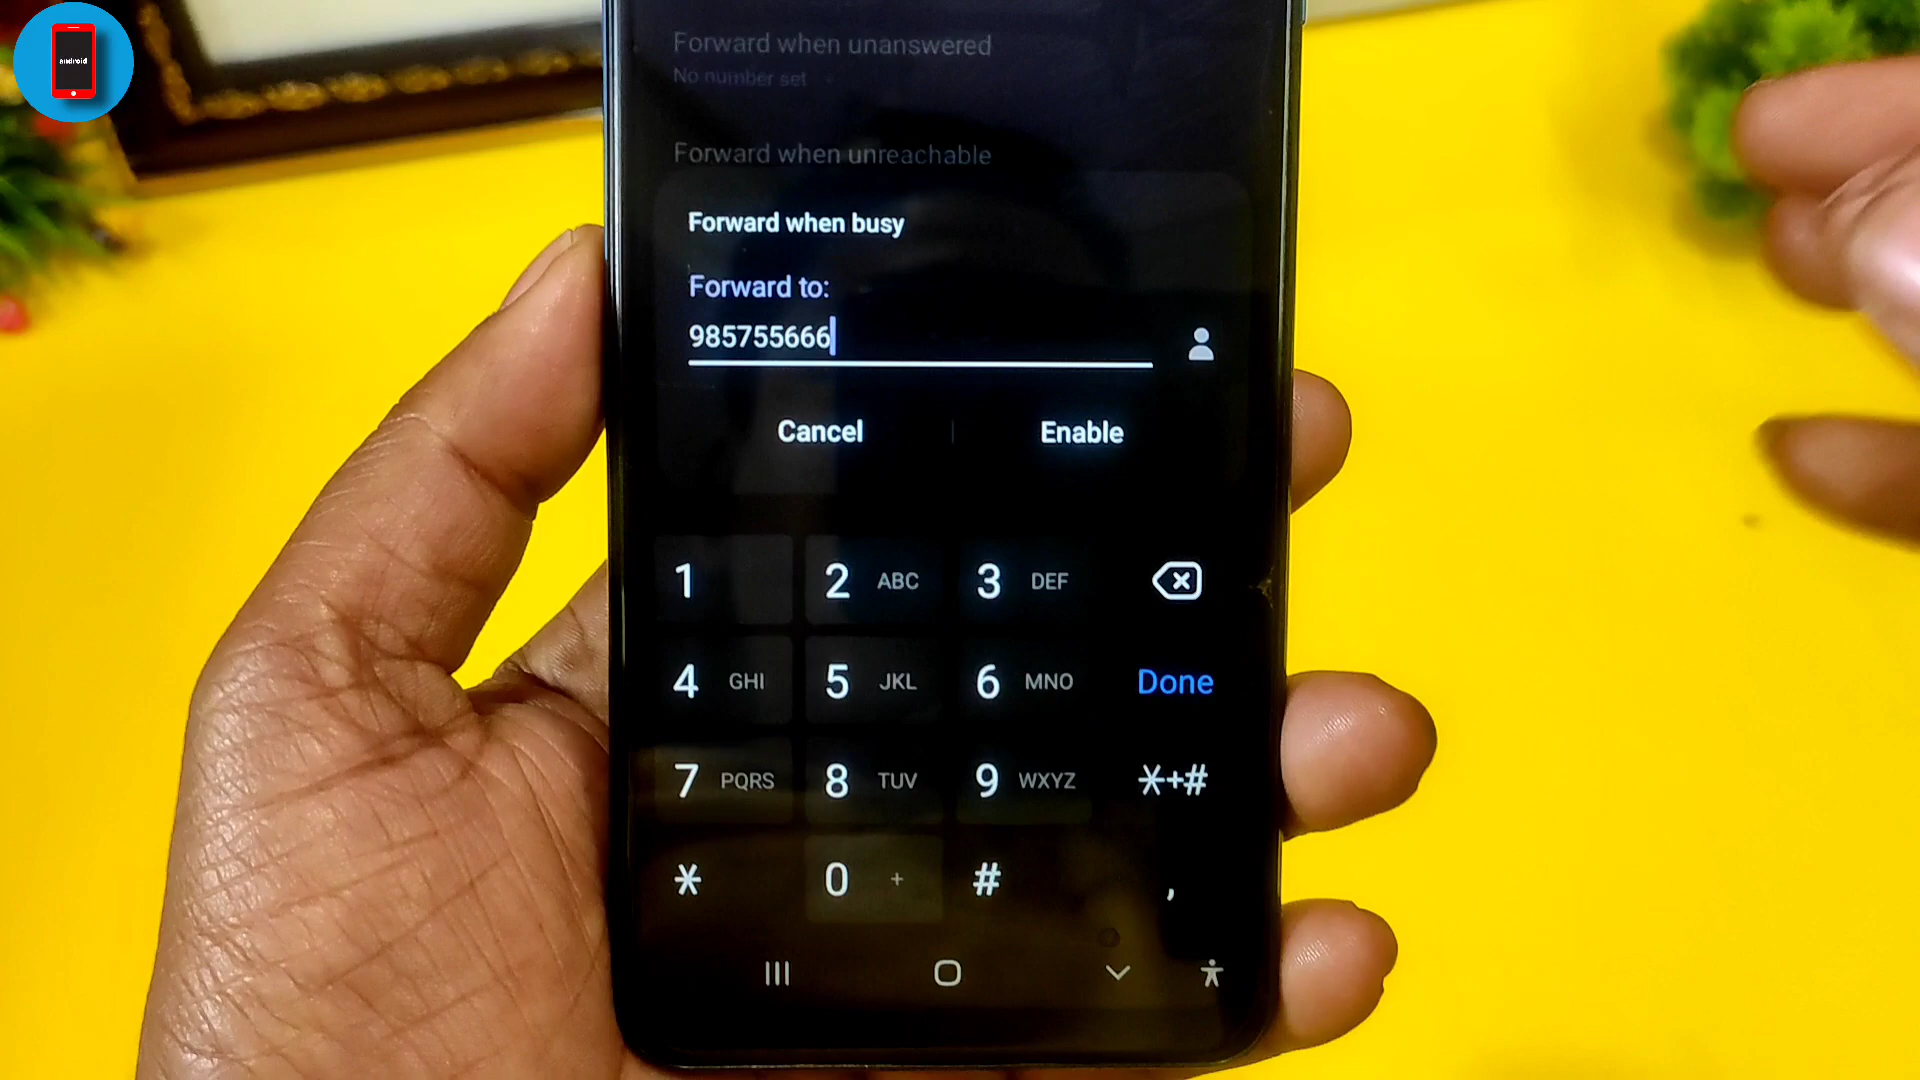 android
Forward when unanswered
No number set
Forward when unreachable
Forward when busy
Forward to:
985755666
Cancel Enable
1 2 ABC 3 DEF
4 GHI 5 JKL 6 MNO Done
7 PQRS 8 TUV 9 WXYZ *+#
* 0 + # ,